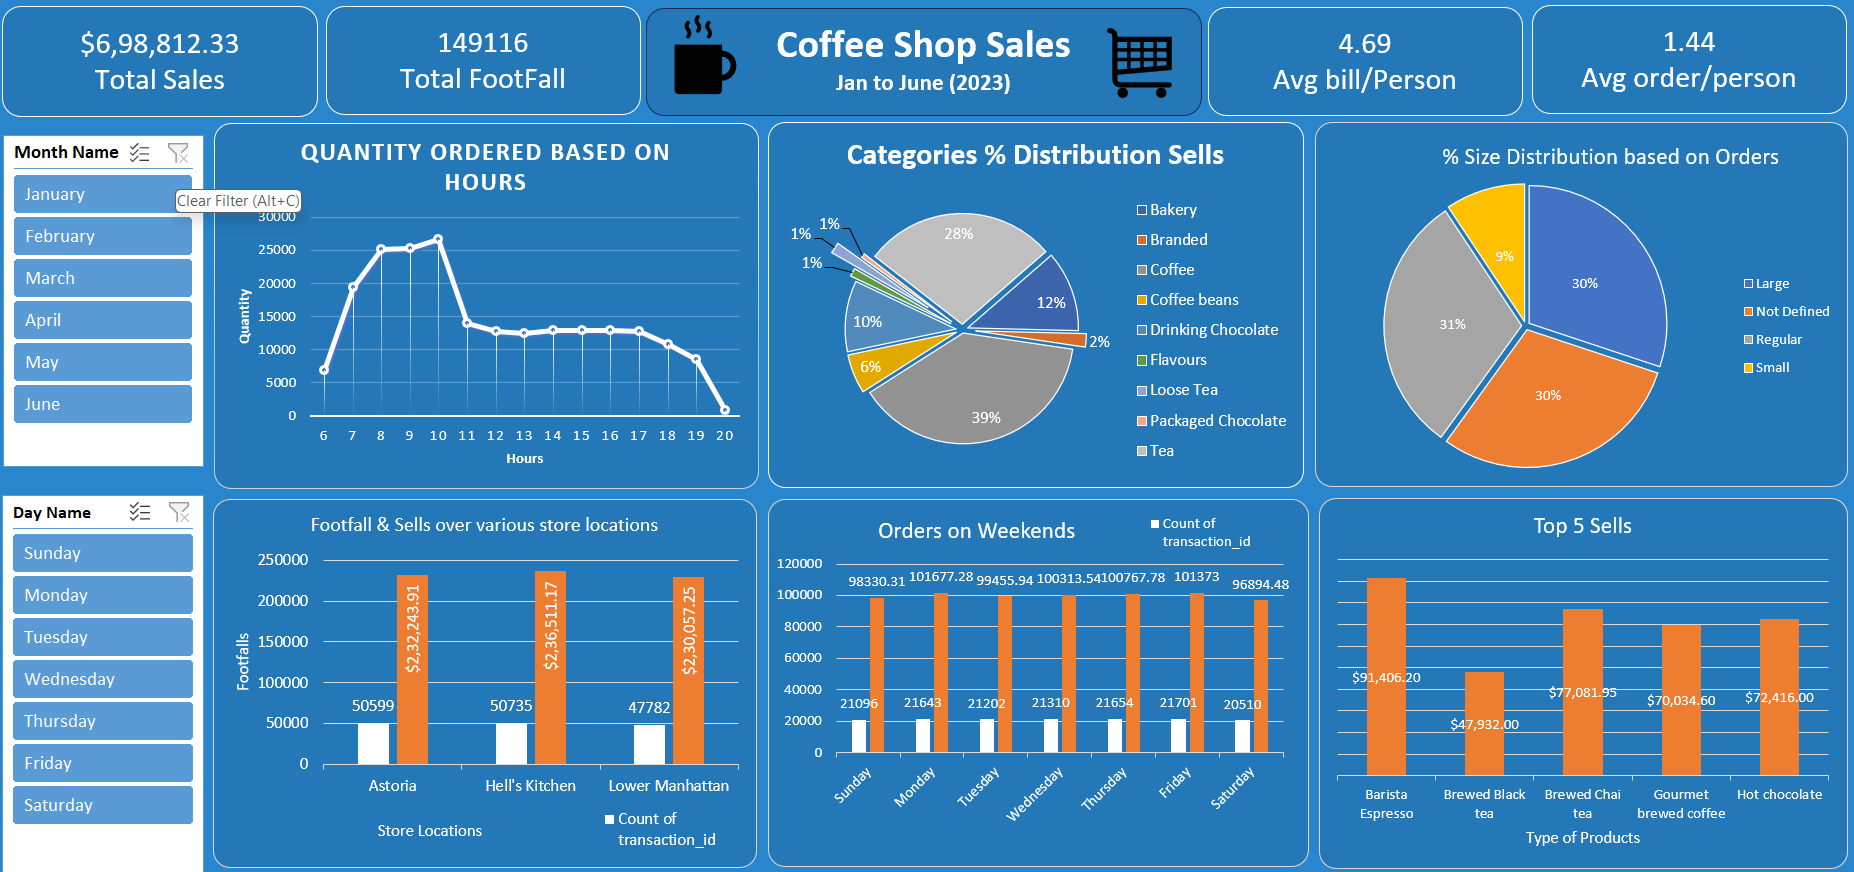 $6,98,812.33
Total Sales
149116
Total FootFall
Coffee Shop Sales
Jan to June (2023)
4.69
Avg bill/Person
1.44
Avg order/person
Month Name
January
February
March
April
May
June
Clear Filter (Alt+C)
QUANTITY ORDERED BASED ON
HOURS
Quantity
30000
25000
20000
15000
10000
5000
0
6 7 8 9 10 11 12 13 14 15 16 17 18 19 20
Hours
Categories % Distribution Sells
28%
12%
2%
39%
6%
10%
1%
1%
1%
Bakery
Branded
Coffee
Coffee beans
Drinking Chocolate
Flavours
Loose Tea
Packaged Chocolate
Tea
% Size Distribution based on Orders
30%
30%
31%
9%
Large
Not Defined
Regular
Small
Day Name
Sunday
Monday
Tuesday
Wednesday
Thursday
Friday
Saturday
Footfall & Sells over various store locations
Footfalls
250000
200000
150000
100000
50000
0
50599
$2,32,243.91
50735
$2,36,511.17
47782
$2,30,057.25
Astoria
Hell's Kitchen
Lower Manhattan
Store Locations
Count of
transaction_id
Orders on Weekends
Count of
transaction_id
120000
100000
80000
60000
40000
20000
0
98330.31
101677.28
99455.94
100313.54
100767.78
101373
96894.48
21096
21643
21202
21310
21654
21701
20510
Sunday
Monday
Tuesday
Wednesday
Thursday
Friday
Saturday
Top 5 Sells
$91,406.20
$47,932.00
$77,081.95
$70,034.60
$72,416.00
Barista
Espresso
Brewed Black
tea
Brewed Chai
tea
Gourmet
brewed coffee
Hot chocolate
Type of Products